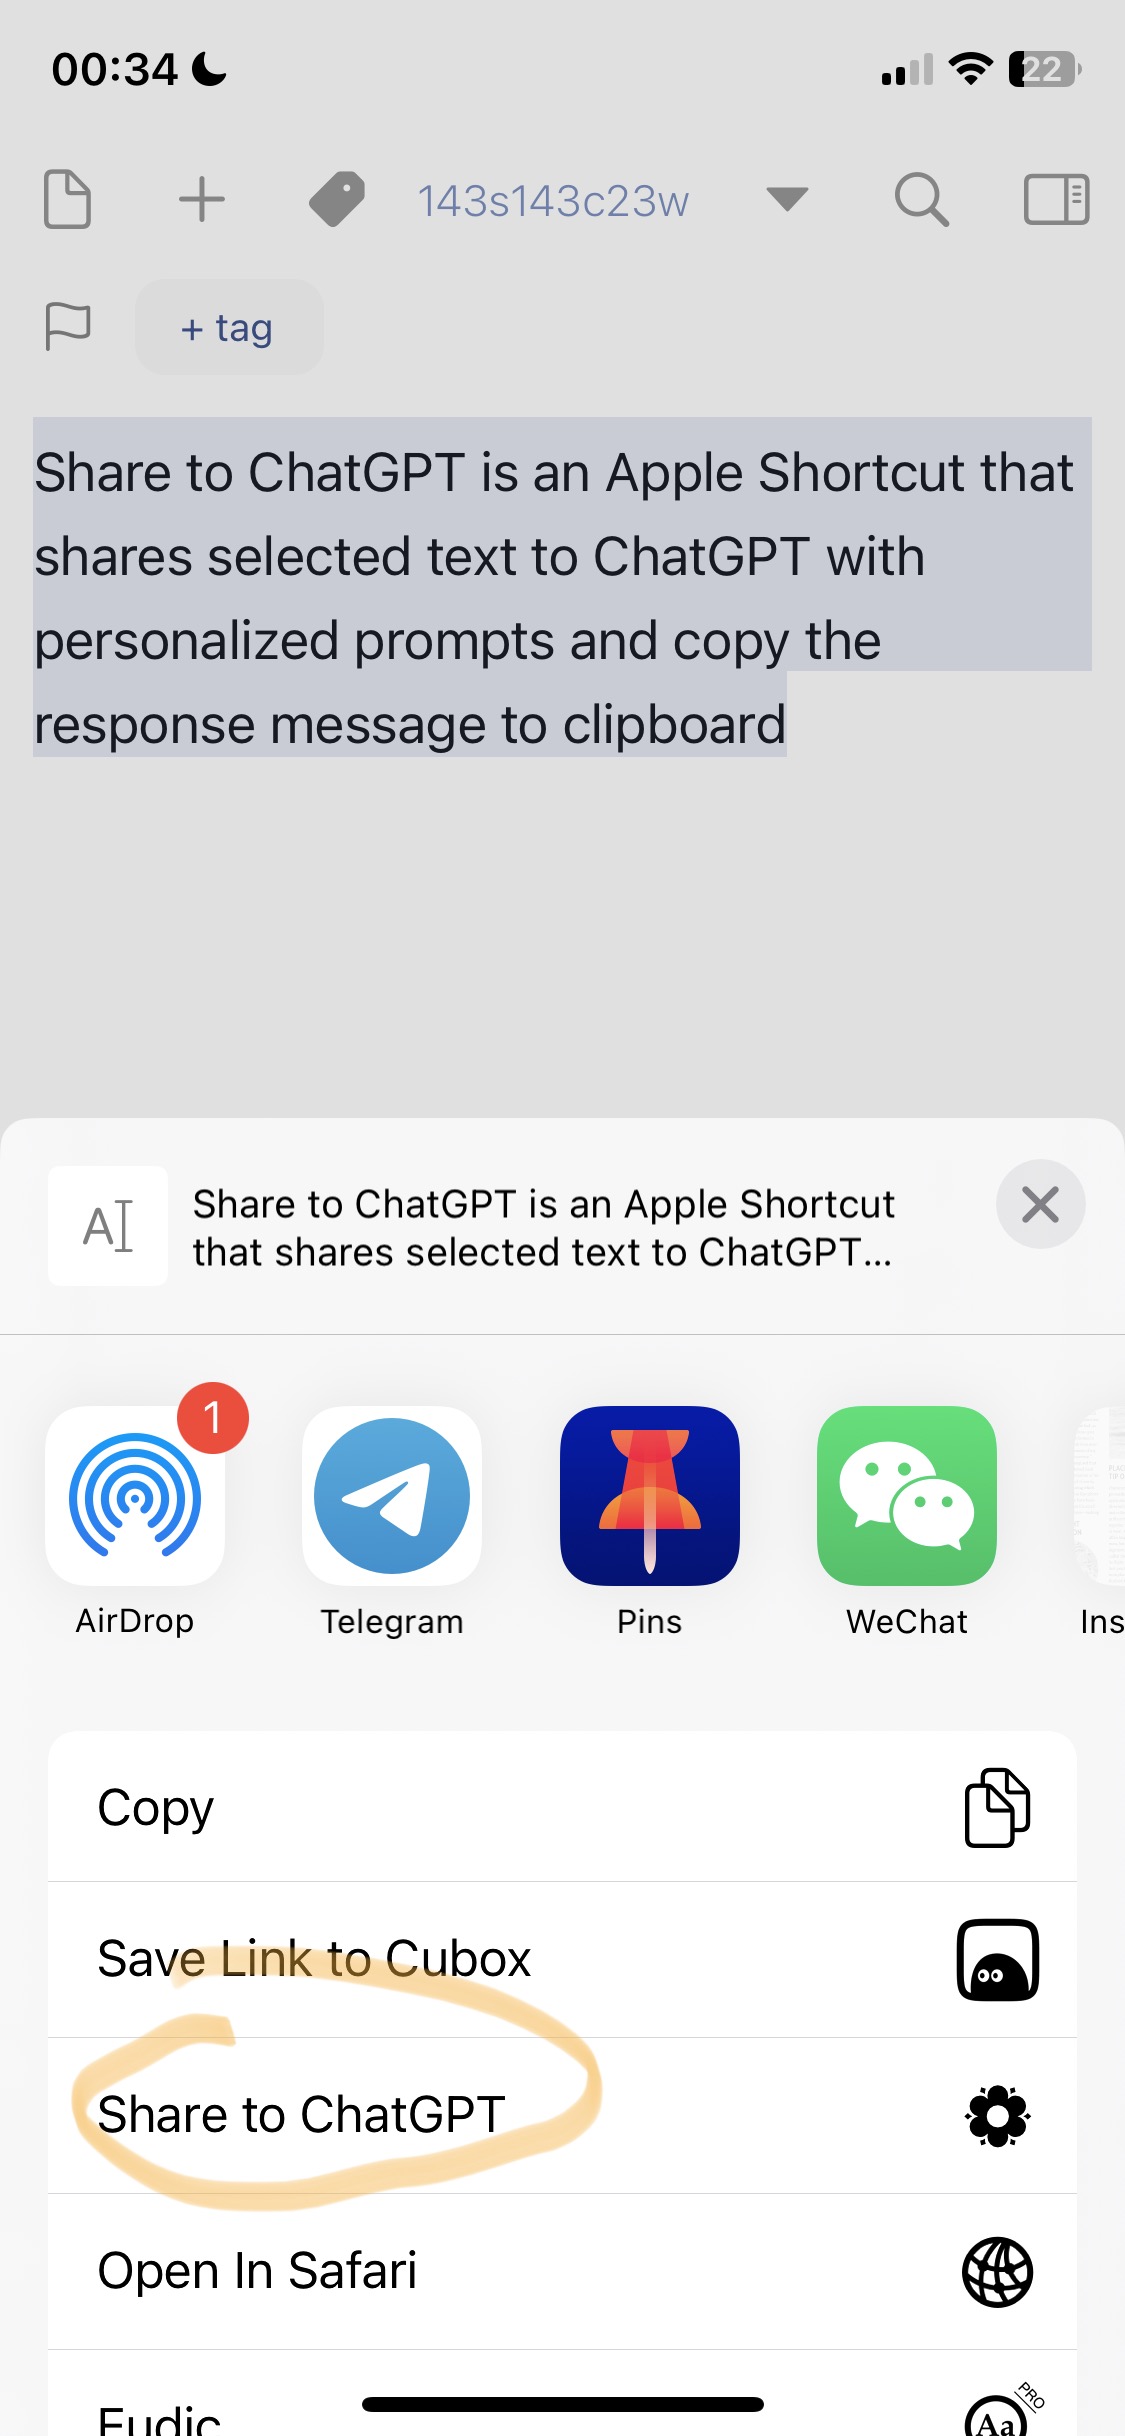 00:34
22
143s143c23w
+ tag
Share to ChatGPT is an Apple Shortcut that
shares selected text to ChatGPT with
personalized prompts and copy the
response message to clipboard
AI
Share to ChatGPT is an Apple Shortcut
that shares selected text to ChatGPT...
1
AirDrop
Telegram
Pins
WeChat
Ins
Copy
Save Link to Cubox
Share to ChatGPT
Open In Safari
Eudic
PRO
Aa